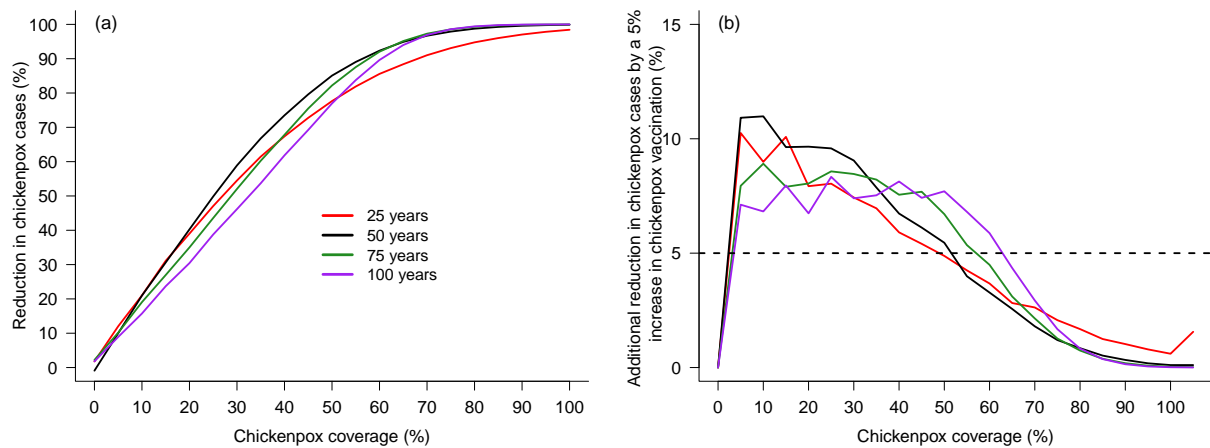 (a)
100
90
80
70
60
50
40
30
20
10
0
Reduction in chickenpox cases (%)
25 years
50 years
75 years
100 years
0 10 20 30 40 50 60 70 80 90 100
Chickenpox coverage (%)
(b)
15
10
5
0
Additional reduction in chickenpox cases by a 5%
increase in chickenpox vaccination (%)
0 10 20 30 40 50 60 70 80 90 100
Chickenpox coverage (%)